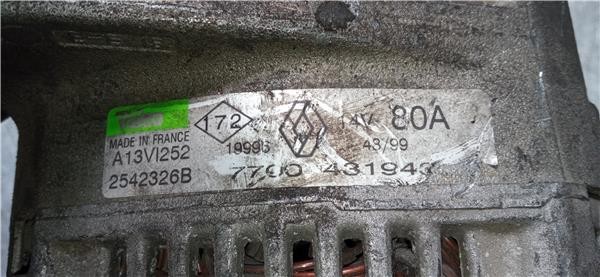 172 14V 80A
MADE IN FRANCE 19996 43/99
A13VI252
2542326B 7700 431943